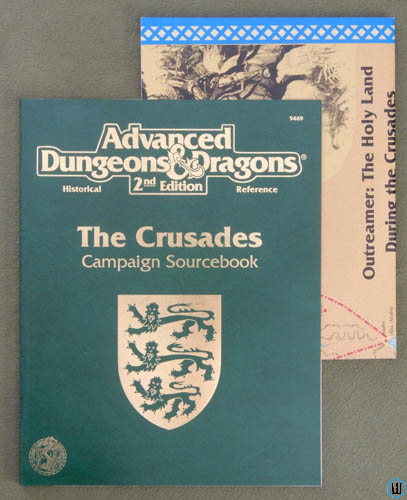 9469
Advanced
Dungeons & Dragons®
2nd Edition
Historical Reference
The Crusades
Campaign Sourcebook
Outreamer: The Holy Land
During the Crusades